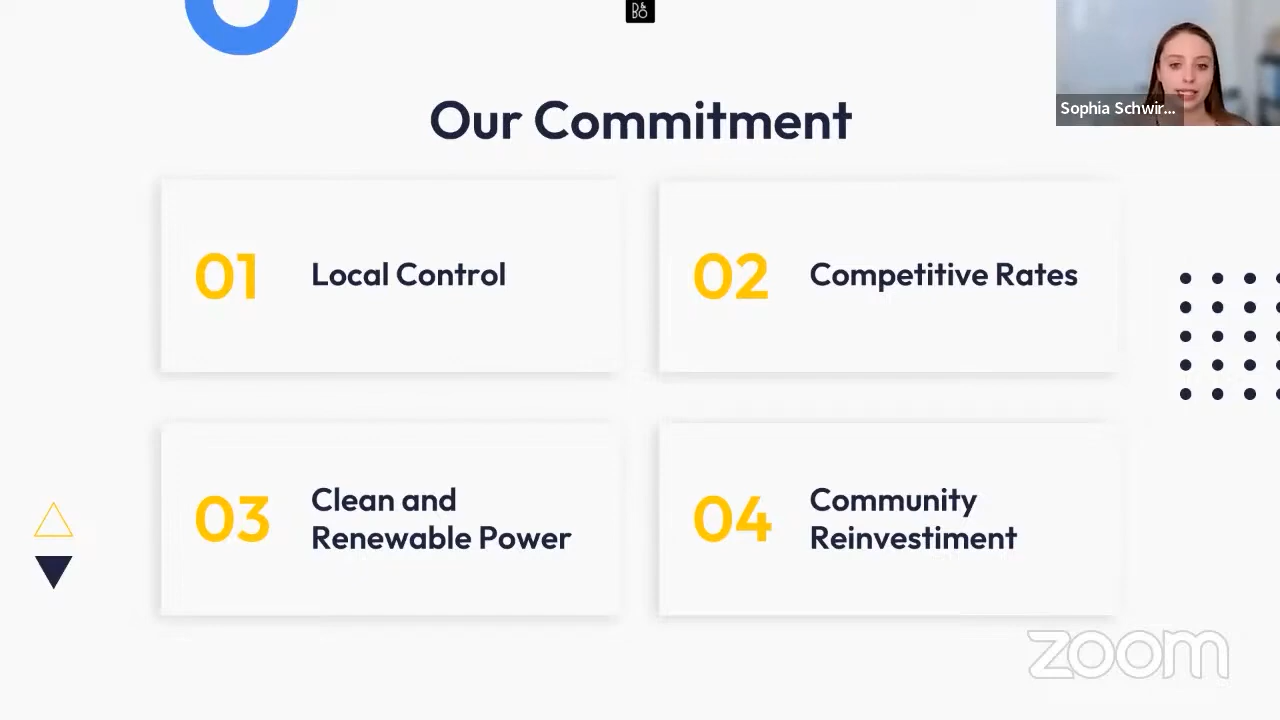 B&
BO
Sophia Schwir...
Our Commitment
01
Local Control
02
Competitive Rates
03
Clean and
Renewable Power
04
Community
Reinvestiment
zoom